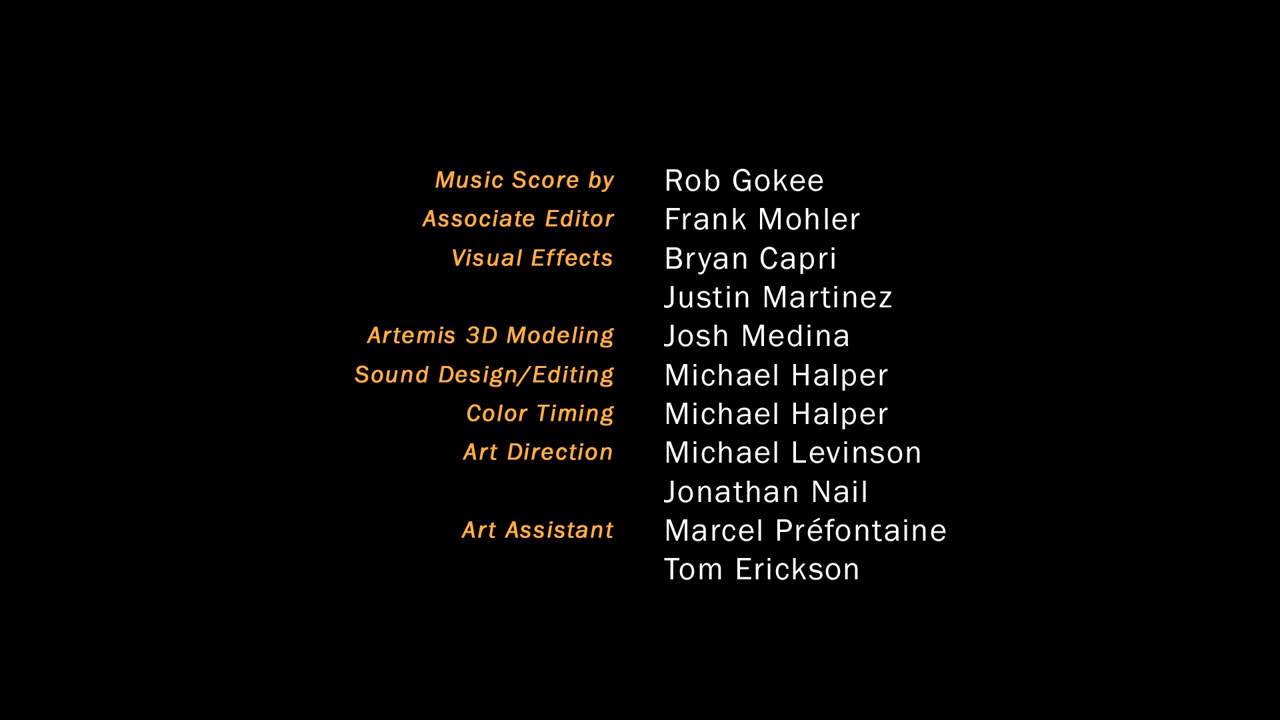 Music Score by Rob Gokee
Associate Editor Frank Mohler
Visual Effects Bryan Capri
Justin Martinez
Artemis 3D Modeling Josh Medina
Sound Design/Editing Michael Halper
Color Timing Michael Halper
Art Direction Michael Levinson
Jonathan Nail
Art Assistant Marcel Préfontaine
Tom Erickson